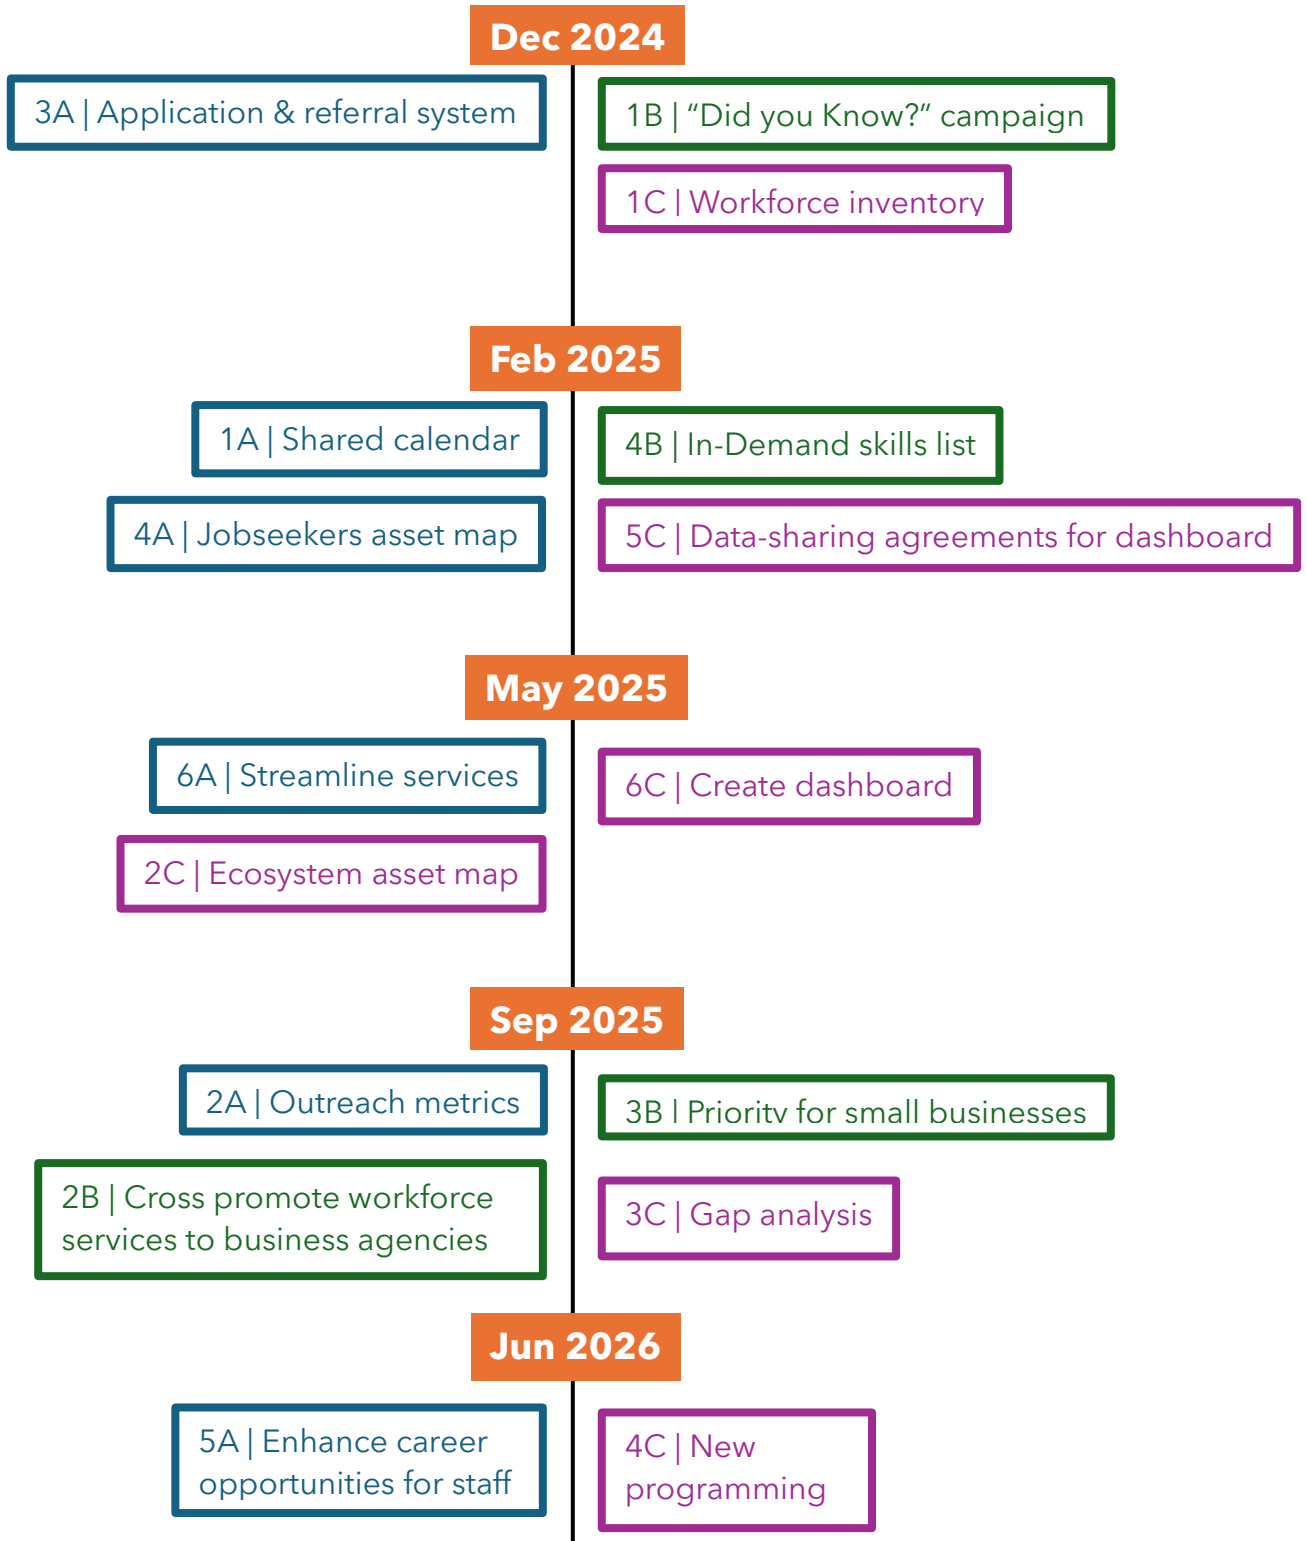 Dec 2024
3A | Application & referral system
1B | “Did you Know?” campaign
1C | Workforce inventory
Feb 2025
1A | Shared calendar
4B | In-Demand skills list
4A | Jobseekers asset map
5C | Data-sharing agreements for dashboard
May 2025
6A | Streamline services
6C | Create dashboard
2C | Ecosystem asset map
Sep 2025
2A | Outreach metrics
3B | Priority for small businesses
2B | Cross promote workforce
services to business agencies
3C | Gap analysis
Jun 2026
5A | Enhance career
opportunities for staff
4C | New
programming